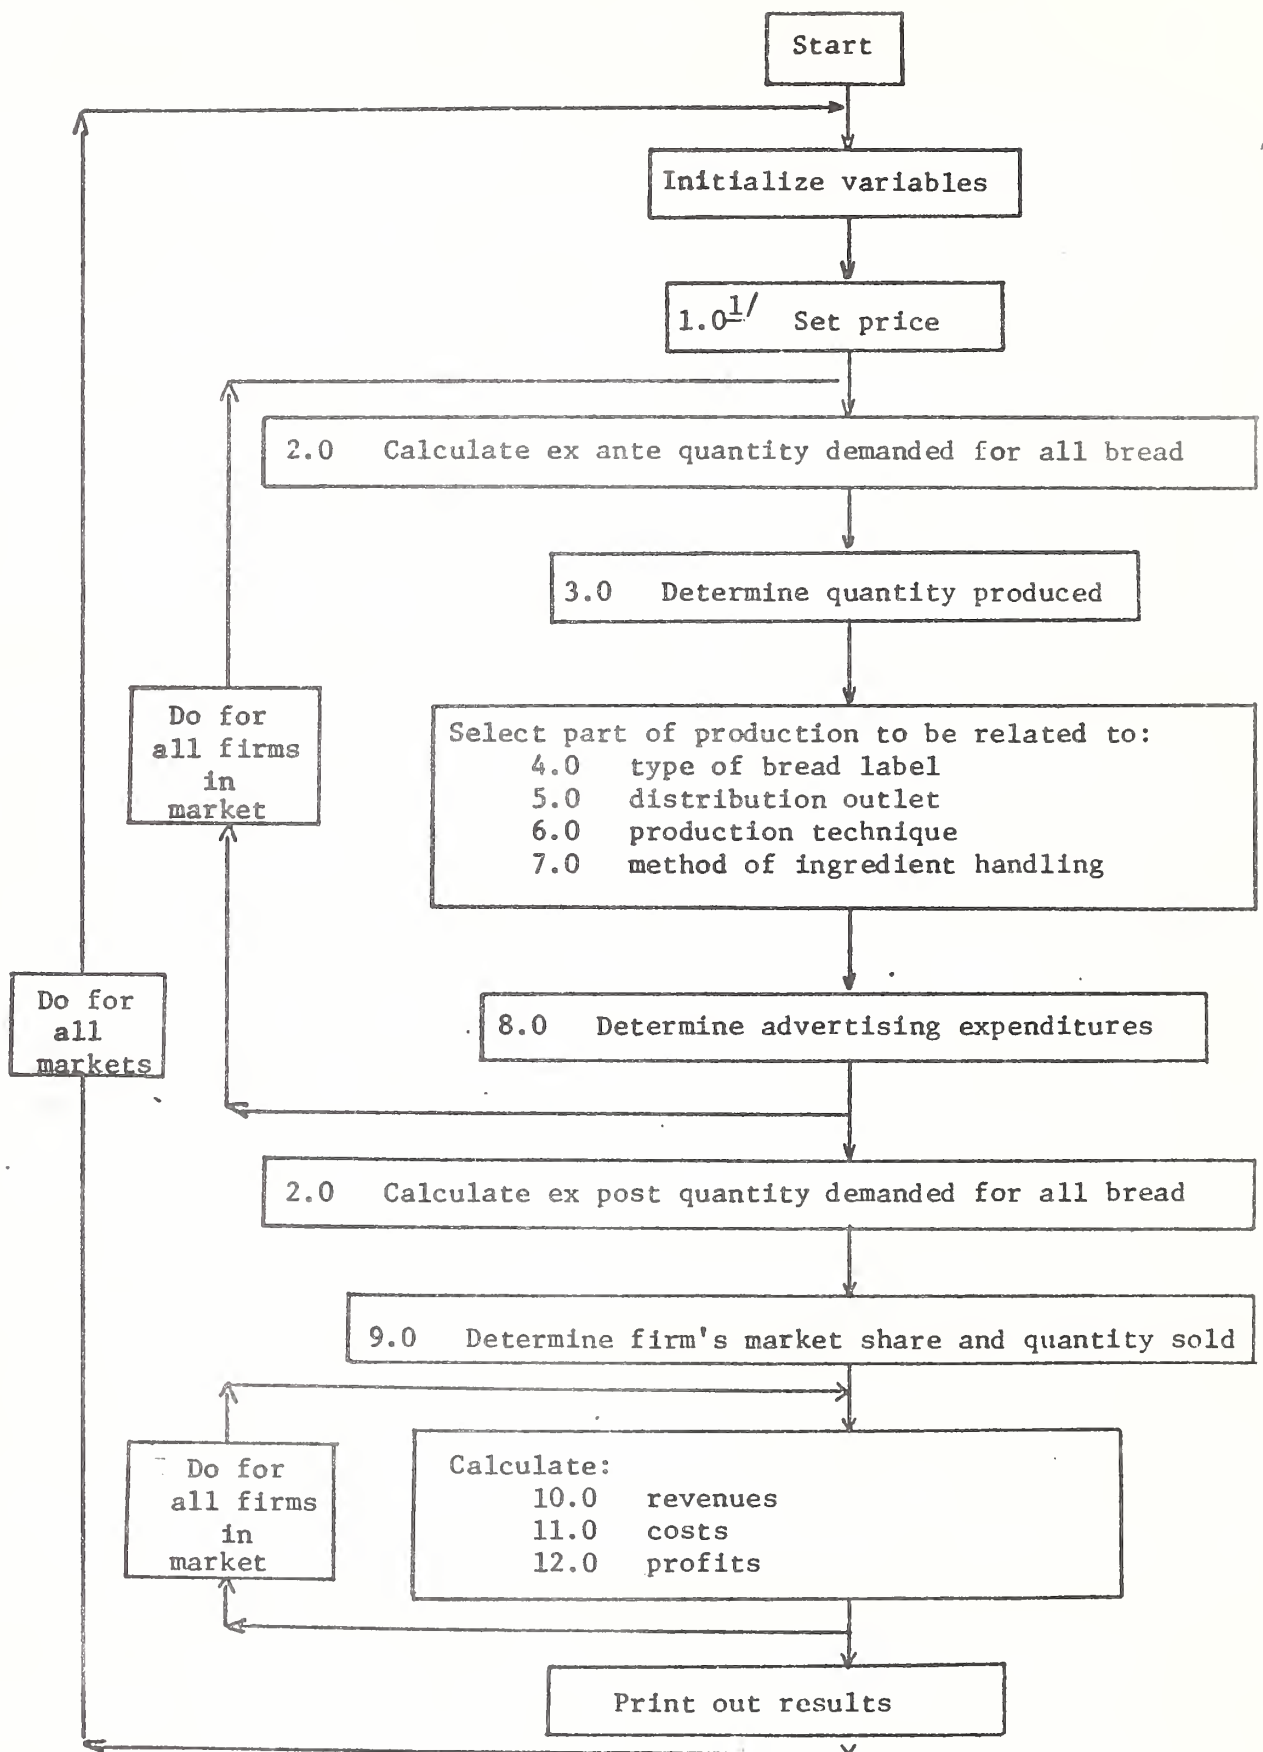 Start
Initialize variables
1.0 1/ Set price
2.0 Calculate ex ante quantity demanded for all bread
3.0 Determine quantity produced
Do for
all firms
in
market
Select part of production to be related to:
4.0 type of bread label
5.0 distribution outlet
6.0 production technique
7.0 method of ingredient handling
Do for
all
markets
8.0 Determine advertising expenditures
2.0 Calculate ex post quantity demanded for all bread
9.0 Determine firm's market share and quantity sold
Do for
all firms
in
market
Calculate:
10.0 revenues
11.0 costs
12.0 profits
Print out results